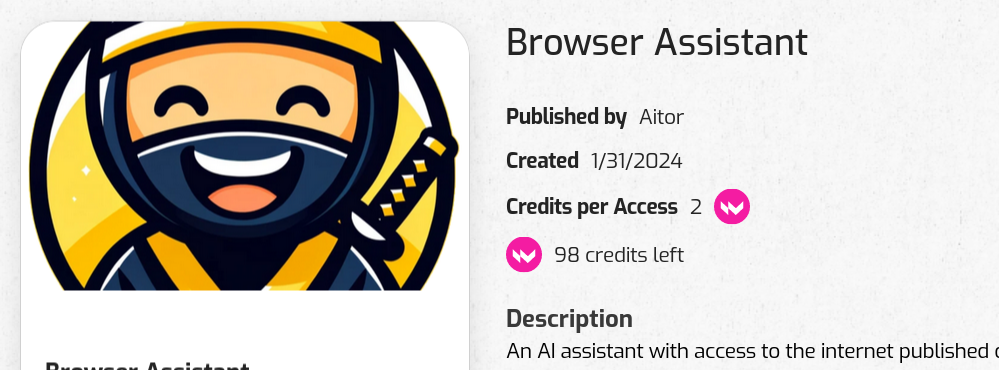 Browser Assistant
Published by Aitor
Created 1/31/2024
Credits per Access 2
98 credits left
Description
An AI assistant with access to the internet published
Browser Assistant